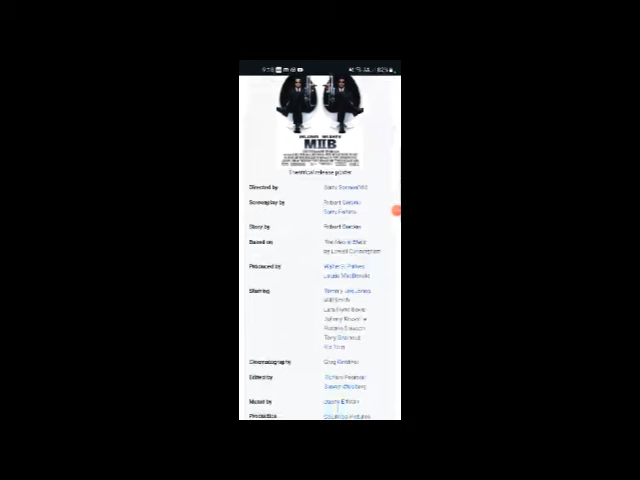 MIIB
Theatrical release poster
Directed by
Barry Sonnenfeld
Screenplay by
Robert Gordon
Barry Fanaro
Story by
Robert Gordon
Based on
The Men in Black
by Lowell Cunningham
Produced by
Walter F. Parkes
Laurie MacDonald
Starring
Tommy Lee Jones
Will Smith
Lara Flynn Boyle
Johnny Knoxville
Rosario Dawson
Tony Shalhoub
Rip Torn
Cinematography
Greg Gardiner
Edited by
Richard Pearson
Steven Weisberg
Music by
Danny Elfman
Production
Columbia Pictures